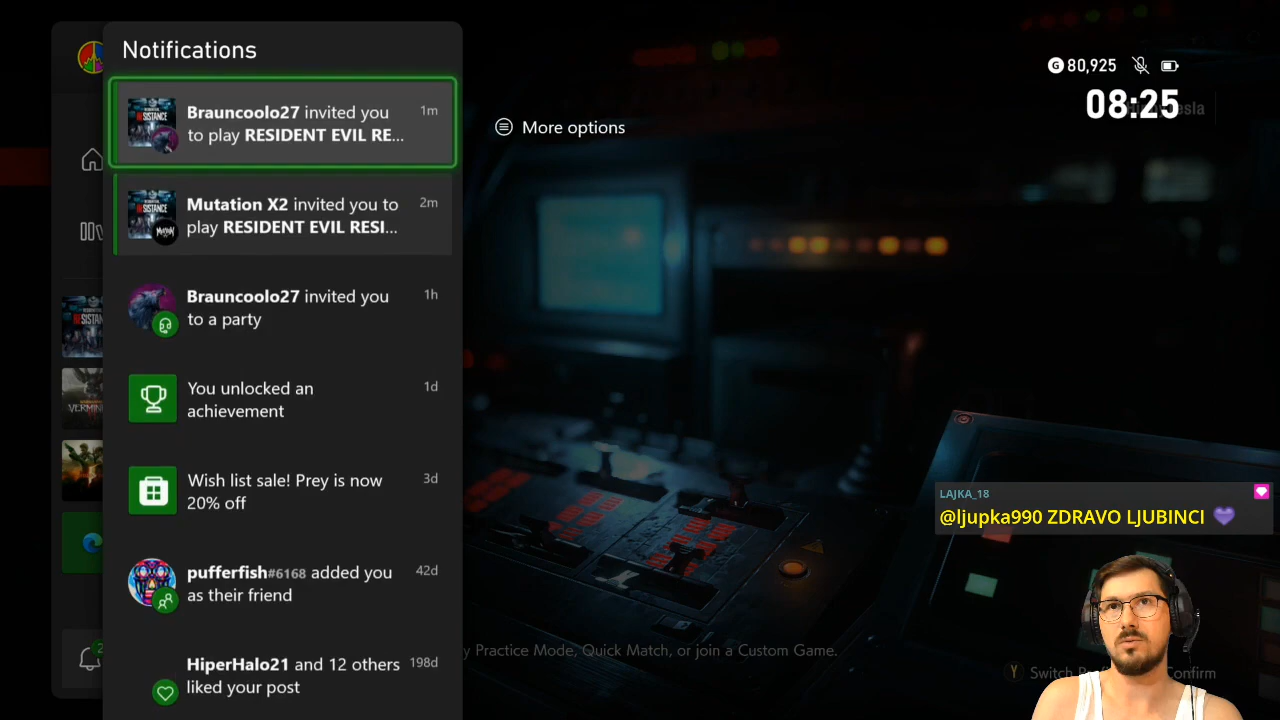 Notifications
Brauncoolo27 invited you
to play RESIDENT EVIL RE...
1m
Mutation X2 invited you to
play RESIDENT EVIL RESI...
2m
Brauncoolo27 invited you
to a party
1h
You unlocked an
achievement
1d
Wish list sale! Prey is now
20% off
3d
pufferfish#6168 added you
as their friend
42d
HiperHalo21 and 12 others
liked your post
198d
More options
G 80,925
08:25
LAJKA_18
@ljupka990 ZDRAVO LJUBINCI 💜
Practice Mode, Quick Match, or join a Custom Game.
Y Switch